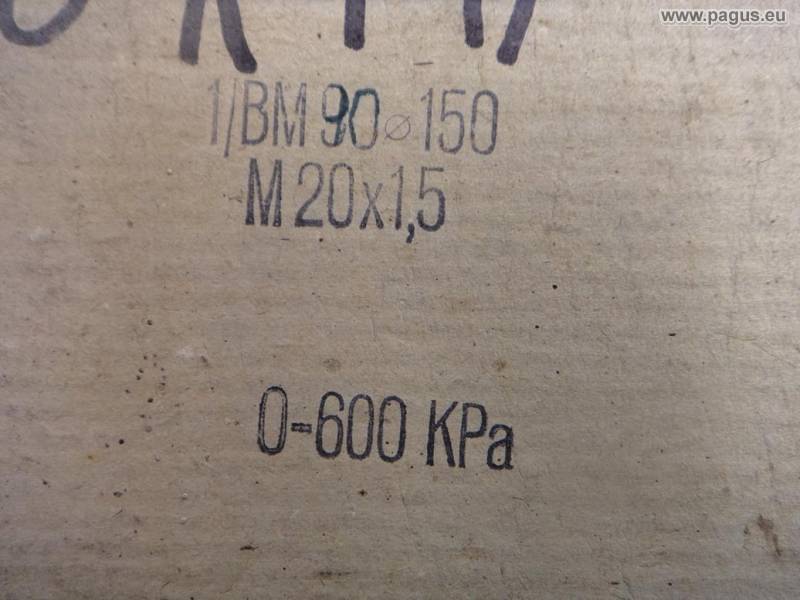 www.pagus.eu
1/BM 90 ⌀ 150
M 20x1,5
0-600 KPa